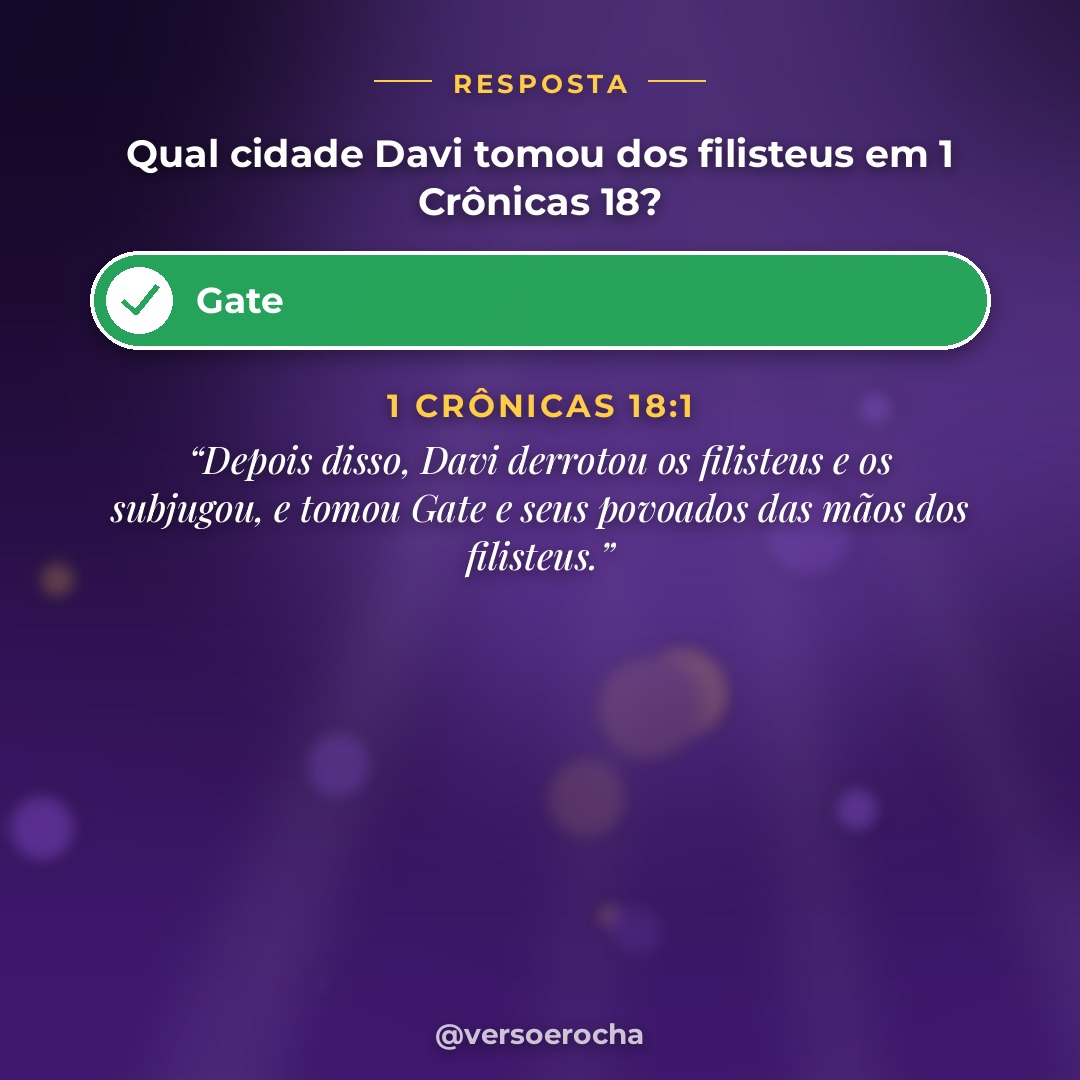 RESPOSTA
Qual cidade Davi tomou dos filisteus em 1
Crônicas 18?
Gate
1 CRÔNICAS 18:1
“Depois disso, Davi derrotou os filisteus e os
subjugou, e tomou Gate e seus povoados das mãos dos
filisteus.”
@versoerocha